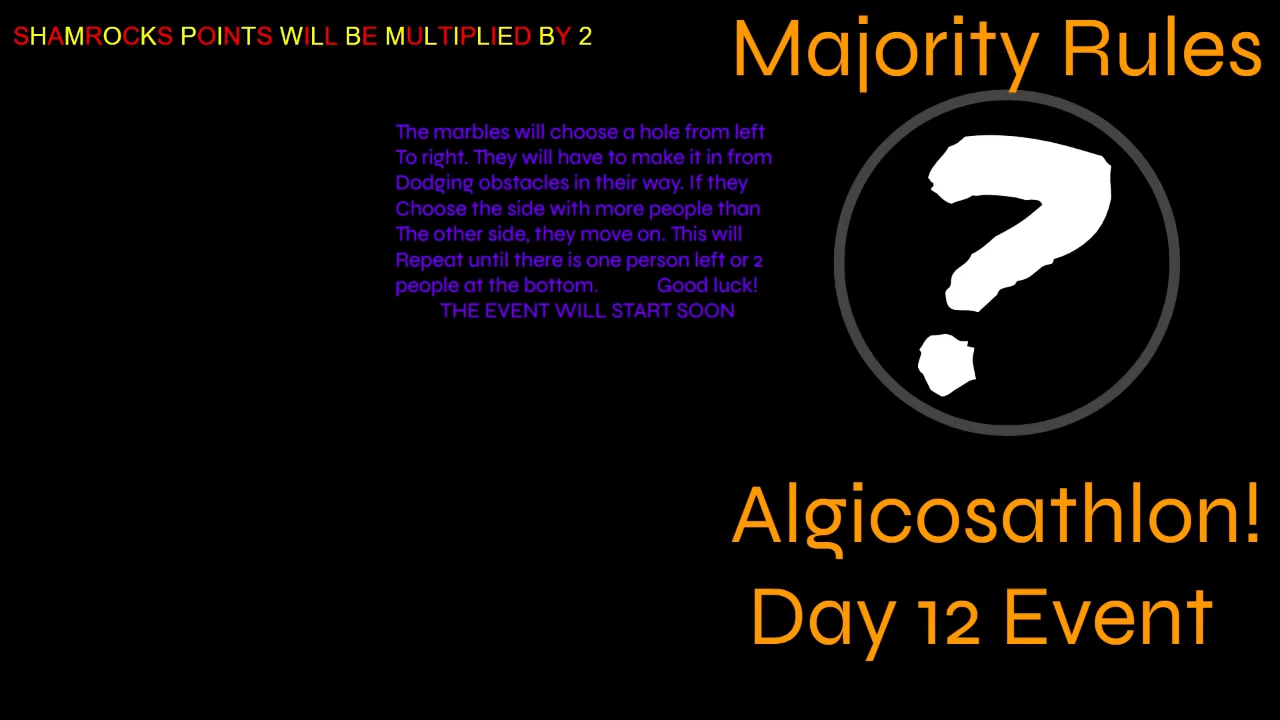 SHAMROCKS POINTS WILL BE MULTIPLIED BY 2
Majority Rules
The marbles will choose a hole from left
To right. They will have to make it in from
Dodging obstacles in their way. If they
Choose the side with more people than
The other side, they move on. This will
Repeat until there is one person left or 2
people at the bottom. Good luck!
THE EVENT WILL START SOON
?
Algicosathlon!
Day 12 Event